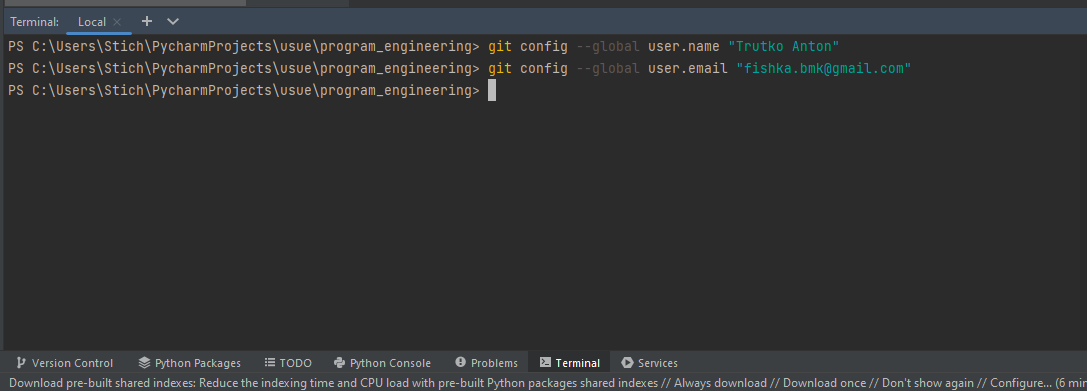 Terminal: Local × + 
PS C:\Users\Stich\PycharmProjects\usue\program_engineering> git config --global user.name "Trutko Anton"
PS C:\Users\Stich\PycharmProjects\usue\program_engineering> git config --global user.email "fishka.bmk@gmail.com"
PS C:\Users\Stich\PycharmProjects\usue\program_engineering>
Version Control Python Packages TODO Python Console Problems Terminal Services
Download pre-built shared indexes: Reduce the indexing time and CPU load with pre-built Python packages shared indexes // Always download // Download once // Don't show again // Configure... (6 min